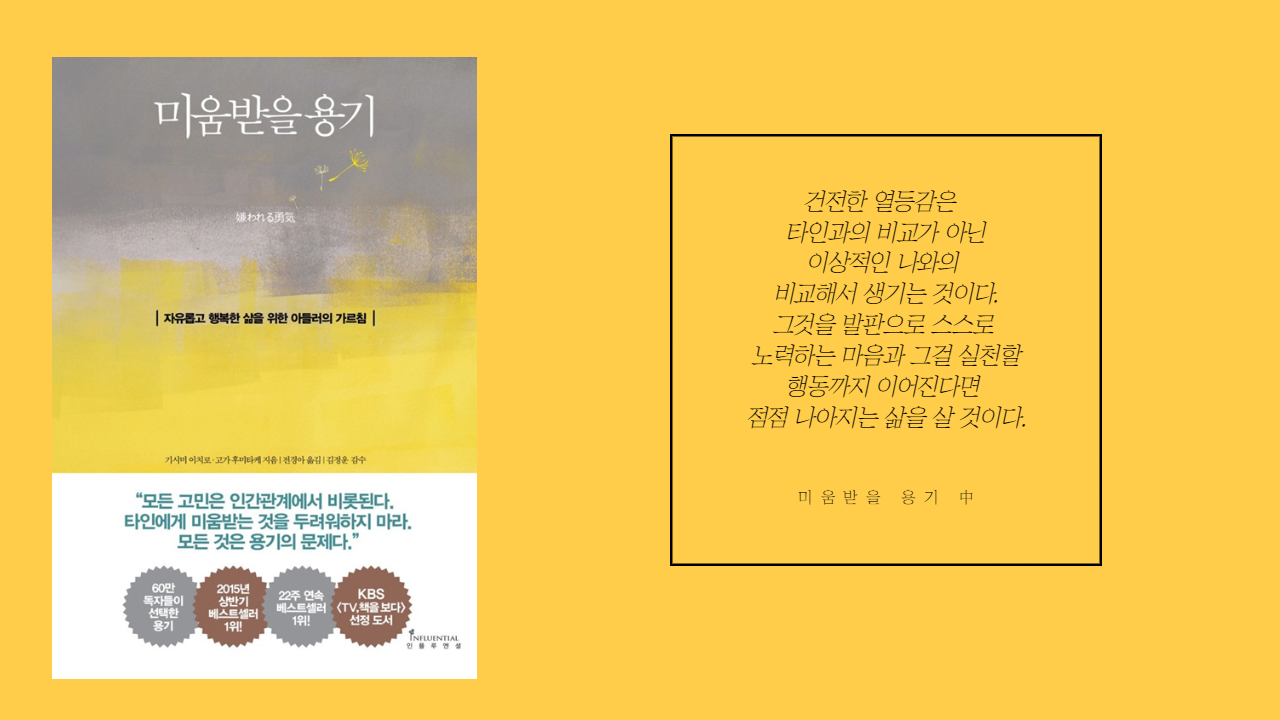 미움받을 용기
嫌われる勇気
| 자유롭고 행복한 삶을 위한 아들러의 가르침 |
기시미 이치로 · 고가 후미타케 지음 | 전경아 옮김 | 김정운 감수
“모든 고민은 인간관계에서 비롯된다.
타인에게 미움받는 것을 두려워하지 마라.
모든 것은 용기의 문제다.”
60만
독자들이
선택한
용기
2015년
상반기
베스트셀러
1위!
22주 연속
베스트셀러
1위!
KBS
〈TV, 책을 보다〉
선정 도서
INFLUENTIAL
인플루엔셜
건전한 열등감은
타인과의 비교가 아닌
이상적인 나와의
비교해서 생기는 것이다.
그것을 발판으로 스스로
노력하는 마음과 그걸 실천할
행동까지 이어진다면
점점 나아지는 삶을 살 것이다.
미움받을 용기 中